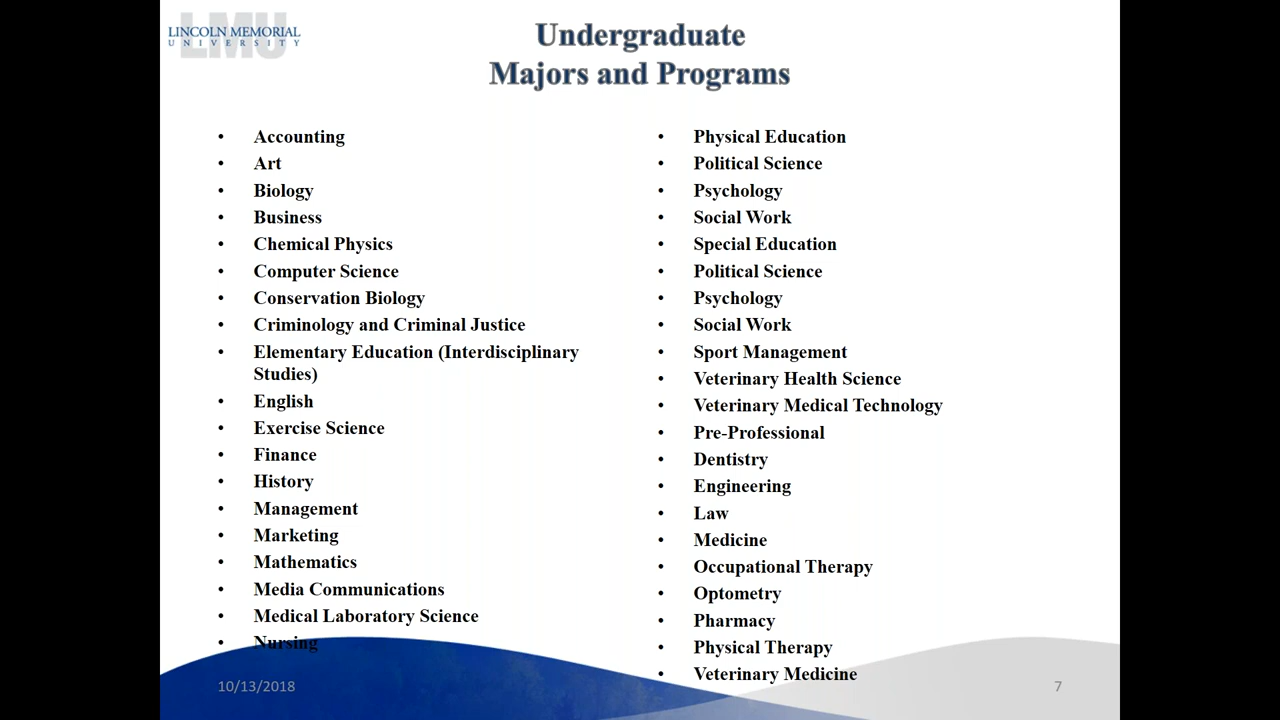 LMU
LINCOLN MEMORIAL
UNIVERSITY
Undergraduate
Majors and Programs
• Accounting
• Art
• Biology
• Business
• Chemical Physics
• Computer Science
• Conservation Biology
• Criminology and Criminal Justice
• Elementary Education (Interdisciplinary
Studies)
• English
• Exercise Science
• Finance
• History
• Management
• Marketing
• Mathematics
• Media Communications
• Medical Laboratory Science
• Nursing
• Physical Education
• Political Science
• Psychology
• Social Work
• Special Education
• Political Science
• Psychology
• Social Work
• Sport Management
• Veterinary Health Science
• Veterinary Medical Technology
• Pre-Professional
• Dentistry
• Engineering
• Law
• Medicine
• Occupational Therapy
• Optometry
• Pharmacy
• Physical Therapy
• Veterinary Medicine
10/13/2018
7